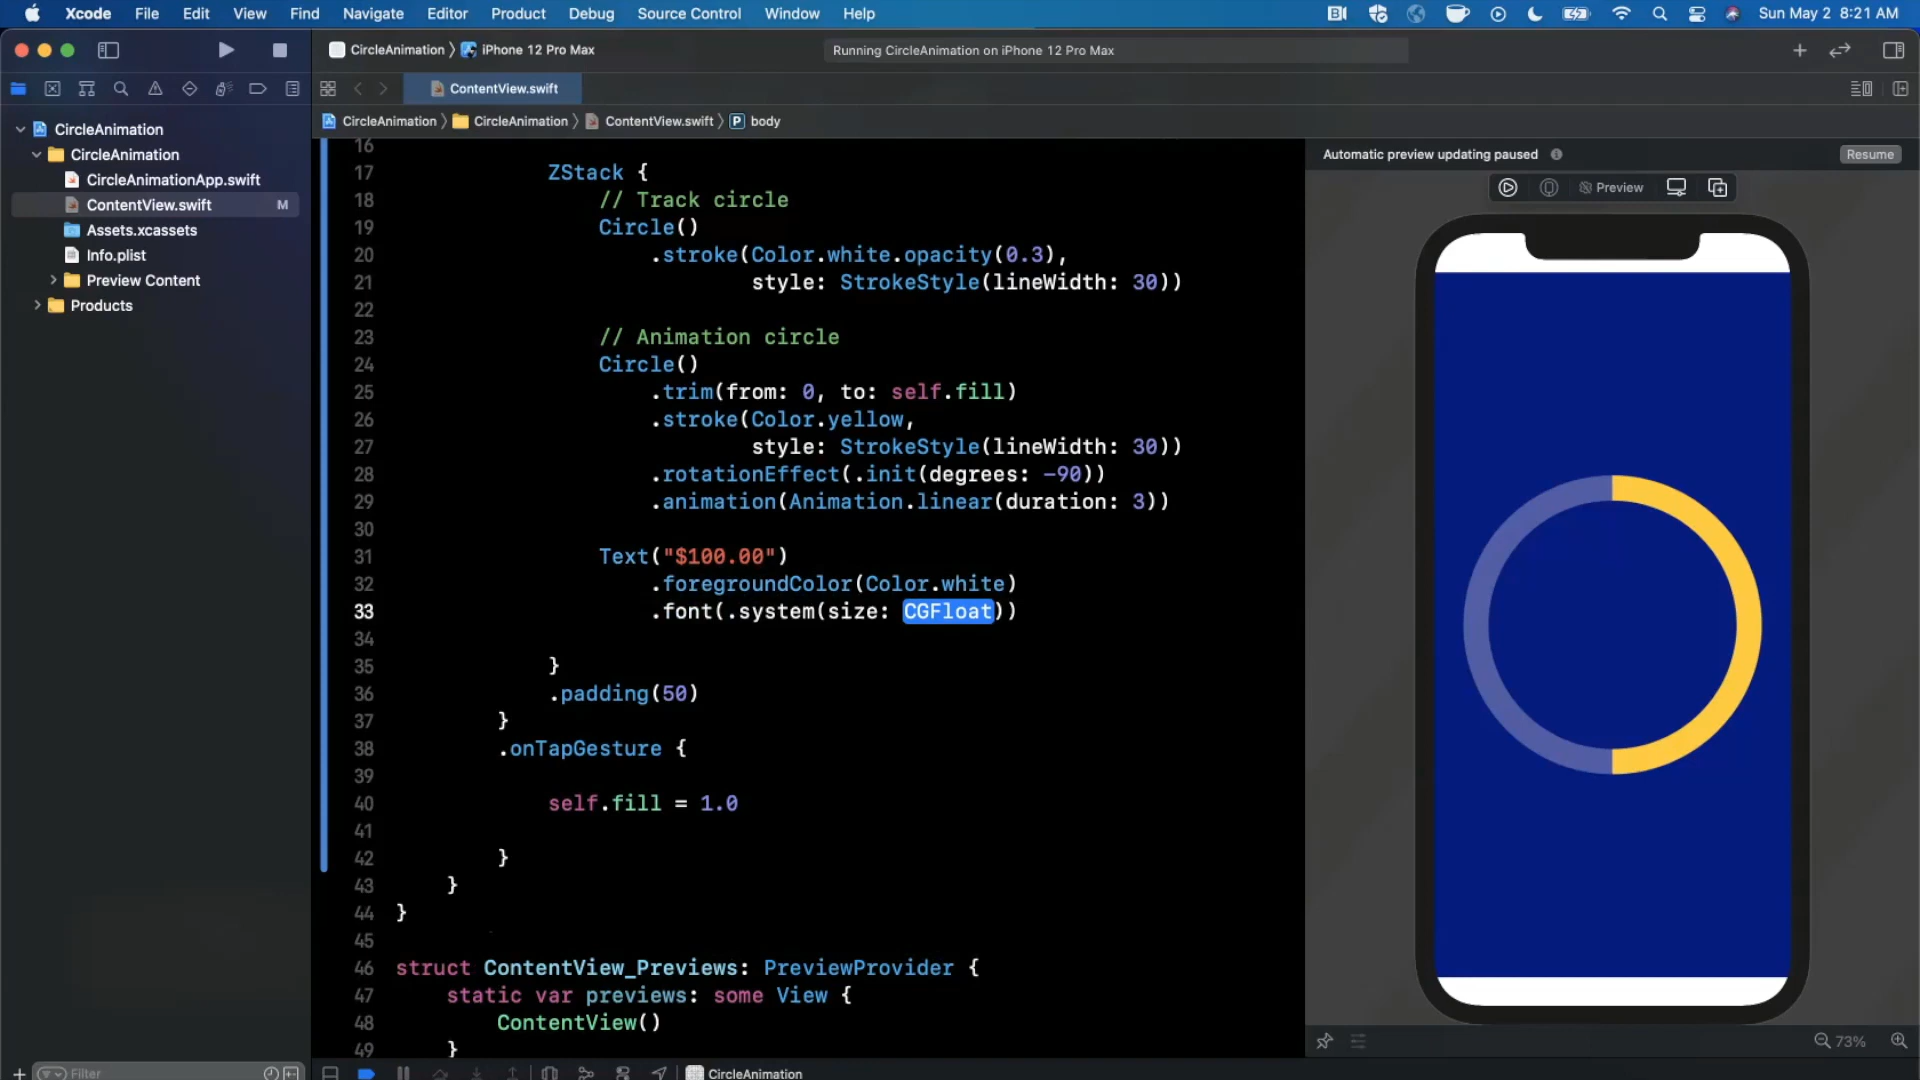 Xcode File Edit View Find Navigate Editor Product Debug Source Control Window Help Sun May 2 8:21 AM
CircleAnimation 〉 iPhone 12 Pro Max
Running CircleAnimation on iPhone 12 Pro Max
ContentView.swift
CircleAnimation 〉 CircleAnimation 〉 ContentView.swift 〉 P body
CircleAnimation
CircleAnimation
CircleAnimationApp.swift
ContentView.swift M
Assets.xcassets
Info.plist
Preview Content
Products
Filter
16
17 ZStack {
18 // Track circle
19 Circle()
20 .stroke(Color.white.opacity(0.3),
21 style: StrokeStyle(lineWidth: 30))
22
23 // Animation circle
24 Circle()
25 .trim(from: 0, to: self.fill)
26 .stroke(Color.yellow,
27 style: StrokeStyle(lineWidth: 30))
28 .rotationEffect(.init(degrees: -90))
29 .animation(Animation.linear(duration: 3))
30
31 Text("$100.00")
32 .foregroundColor(Color.white)
33 .font(.system(size: CGFloat))
34
35 }
36 .padding(50)
37 }
38 .onTapGesture {
39
40 self.fill = 1.0
41
42 }
43 }
44 }
45
46 struct ContentView_Previews: PreviewProvider {
47 static var previews: some View {
48 ContentView()
49 }
Automatic preview updating paused
Resume
Preview
73%
CircleAnimation